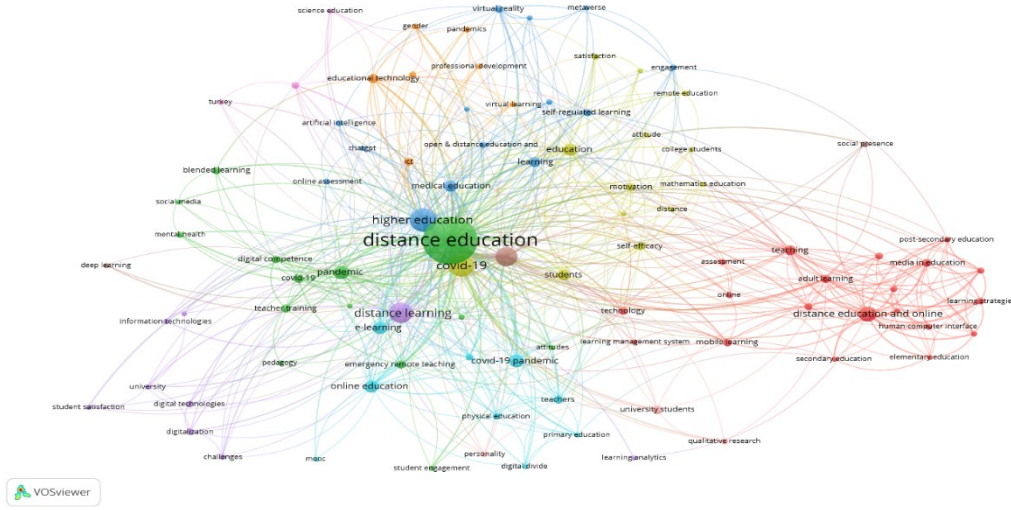 science education
virtual reality
metaverse
gender
pandemics
satisfaction
professional development
engagement
educational technology
remote education
turkey
virtual learning
self-regulated learning
artificial intelligence
attitude
social presence
chatgpt
open & distance education and
education
college students
ict
learning
blended learning
online assessment
medical education
motivation
mathematics education
social media
distance
higher education
mental health
distance education
post-secondary education
self-efficacy
teaching
digital competence
deep learning
covid-19
assessment
media in education
covid-19
pandemic
students
adult learning
online
learning strategies
teacher training
distance learning
technology
distance education and online
information technologies
e-learning
human computer interface
attitudes
learning management system
mobile learning
pedagogy
emergency remote teaching
covid-19 pandemic
secondary education
elementary education
university
online education
student satisfaction
digital technologies
teachers
university students
physical education
digitalization
primary education
qualitative research
challenges
mooc
personality
learning analytics
student engagement
digital divide
VOSviewer